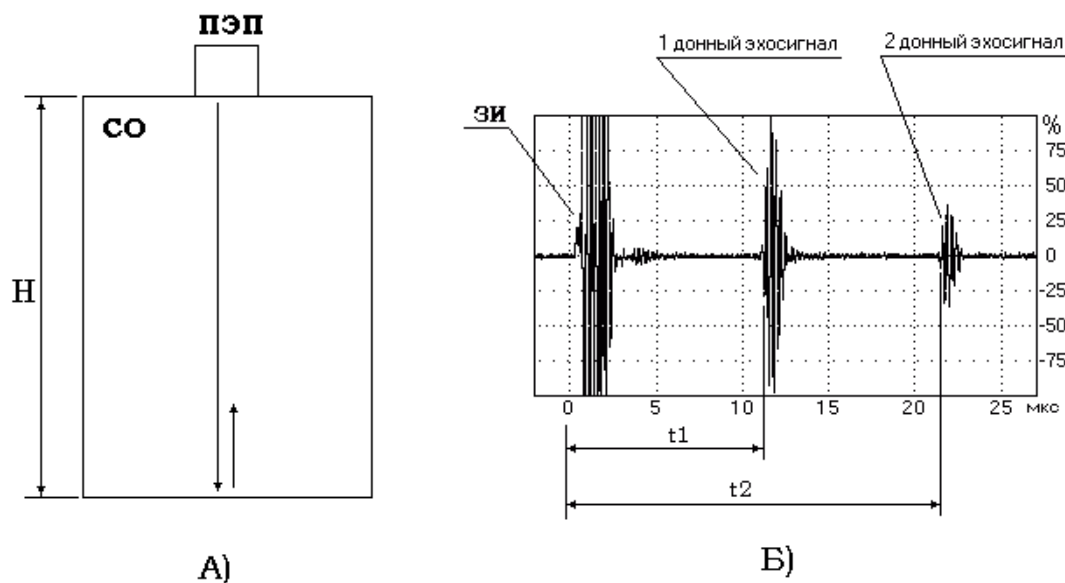 ПЭП
СО
H
А)
1 донный эхосигнал
2 донный эхосигнал
ЗИ
%
75
50
25
0
-25
-50
-75
0 5 10 15 20 25 мкс
t1
t2
Б)